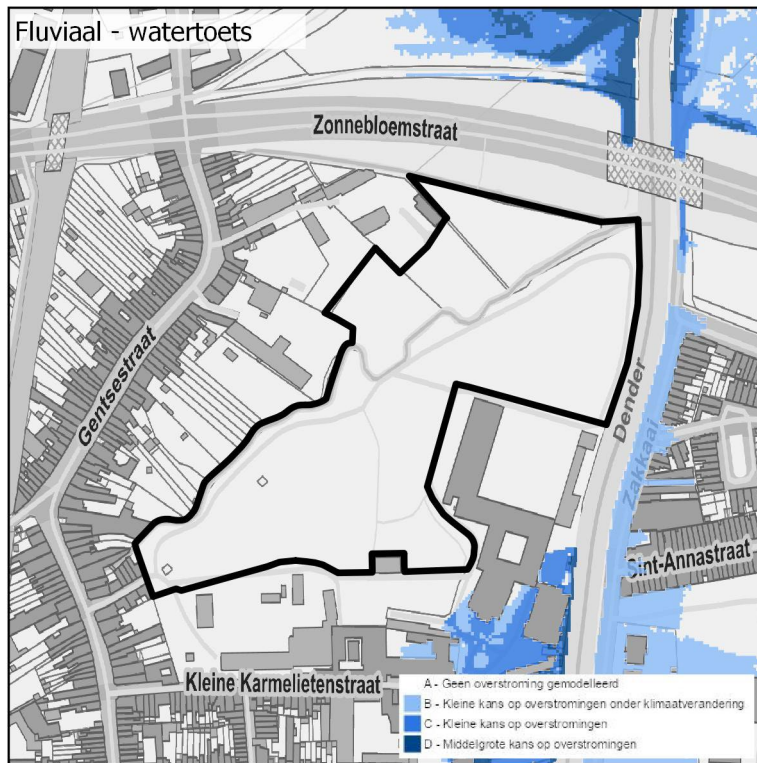 Fluviaal - watertoets
Zonnebloemstraat
Gentsestraat
Dender
Zakkaai
Sint-Annastraat
Kleine Karmelietenstraat
A - Geen overstroming gemodelleerd
B - Kleine kans op overstromingen onder klimaatverandering
C - Kleine kans op overstromingen
D - Middelgrote kans op overstromingen